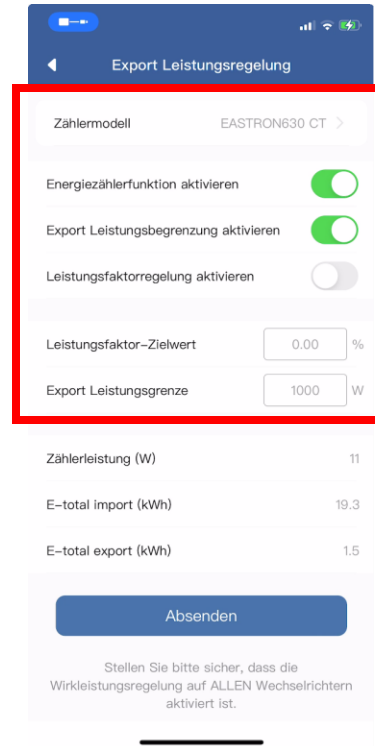 Export Leistungsregelung
Zählermodell EASTRON630 CT >
Energiezählerfunktion aktivieren
Export Leistungsbegrenzung aktivieren
Leistungsfaktorregelung aktivieren
Leistungsfaktor-Zielwert 0.00 %
Export Leistungsgrenze 1000 W
Zählerleistung (W) 11
E-total import (kWh) 19.3
E-total export (kWh) 1.5
Absenden
Stellen Sie bitte sicher, dass die
Wirkleistungsregelung auf ALLEN Wechselrichtern
aktiviert ist.